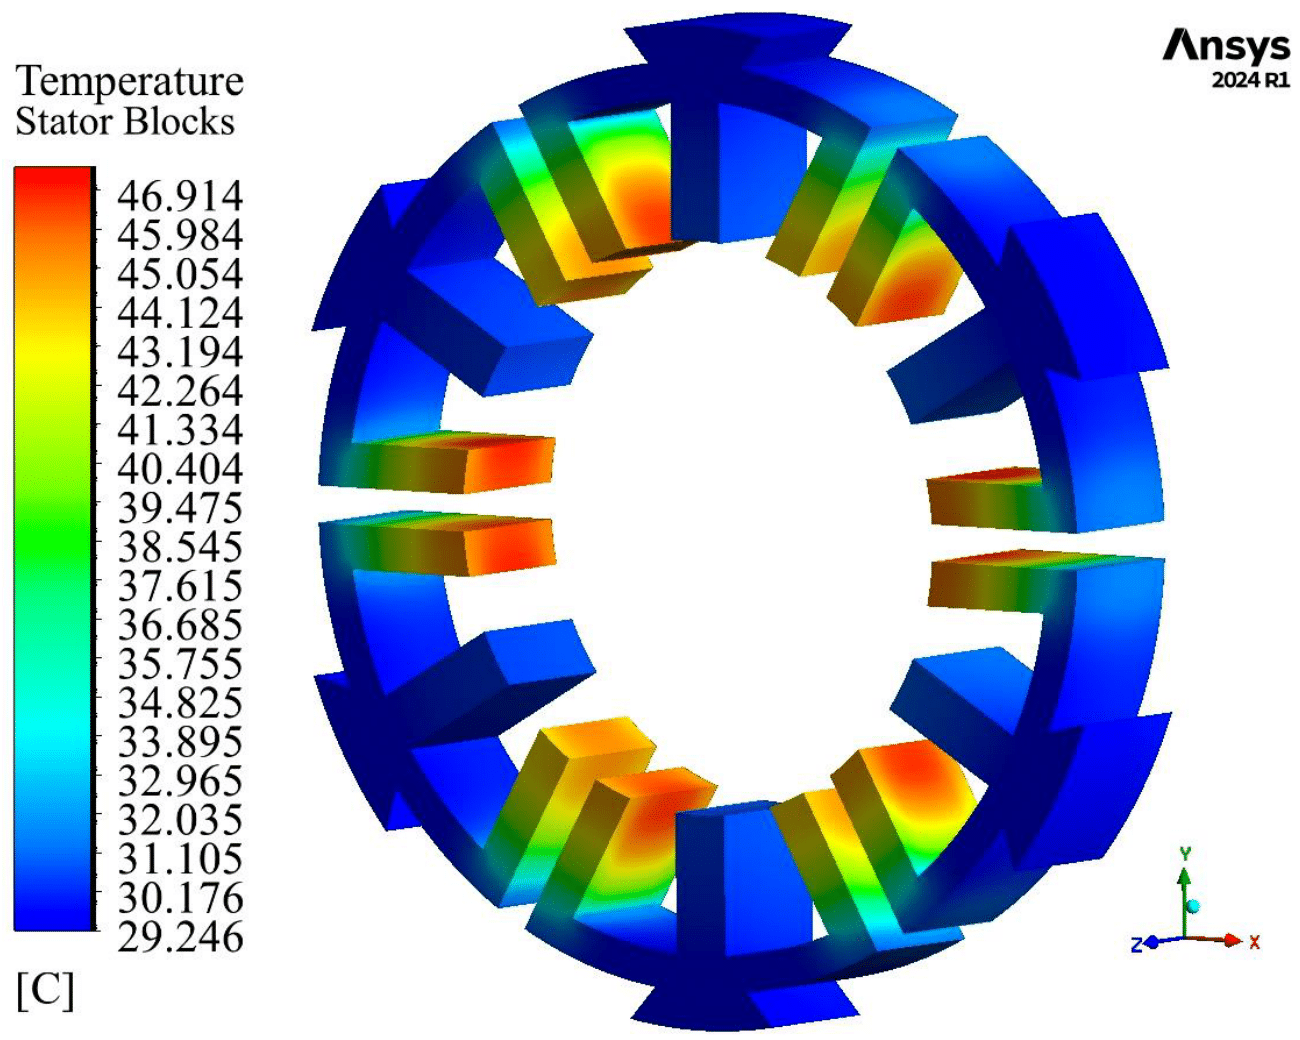 Ansys
2024 R1
Temperature
Stator Blocks
46.914
45.984
45.054
44.124
43.194
42.264
41.334
40.404
39.475
38.545
37.615
36.685
35.755
34.825
33.895
32.965
32.035
31.105
30.176
29.246
[C]
Y
Z
X